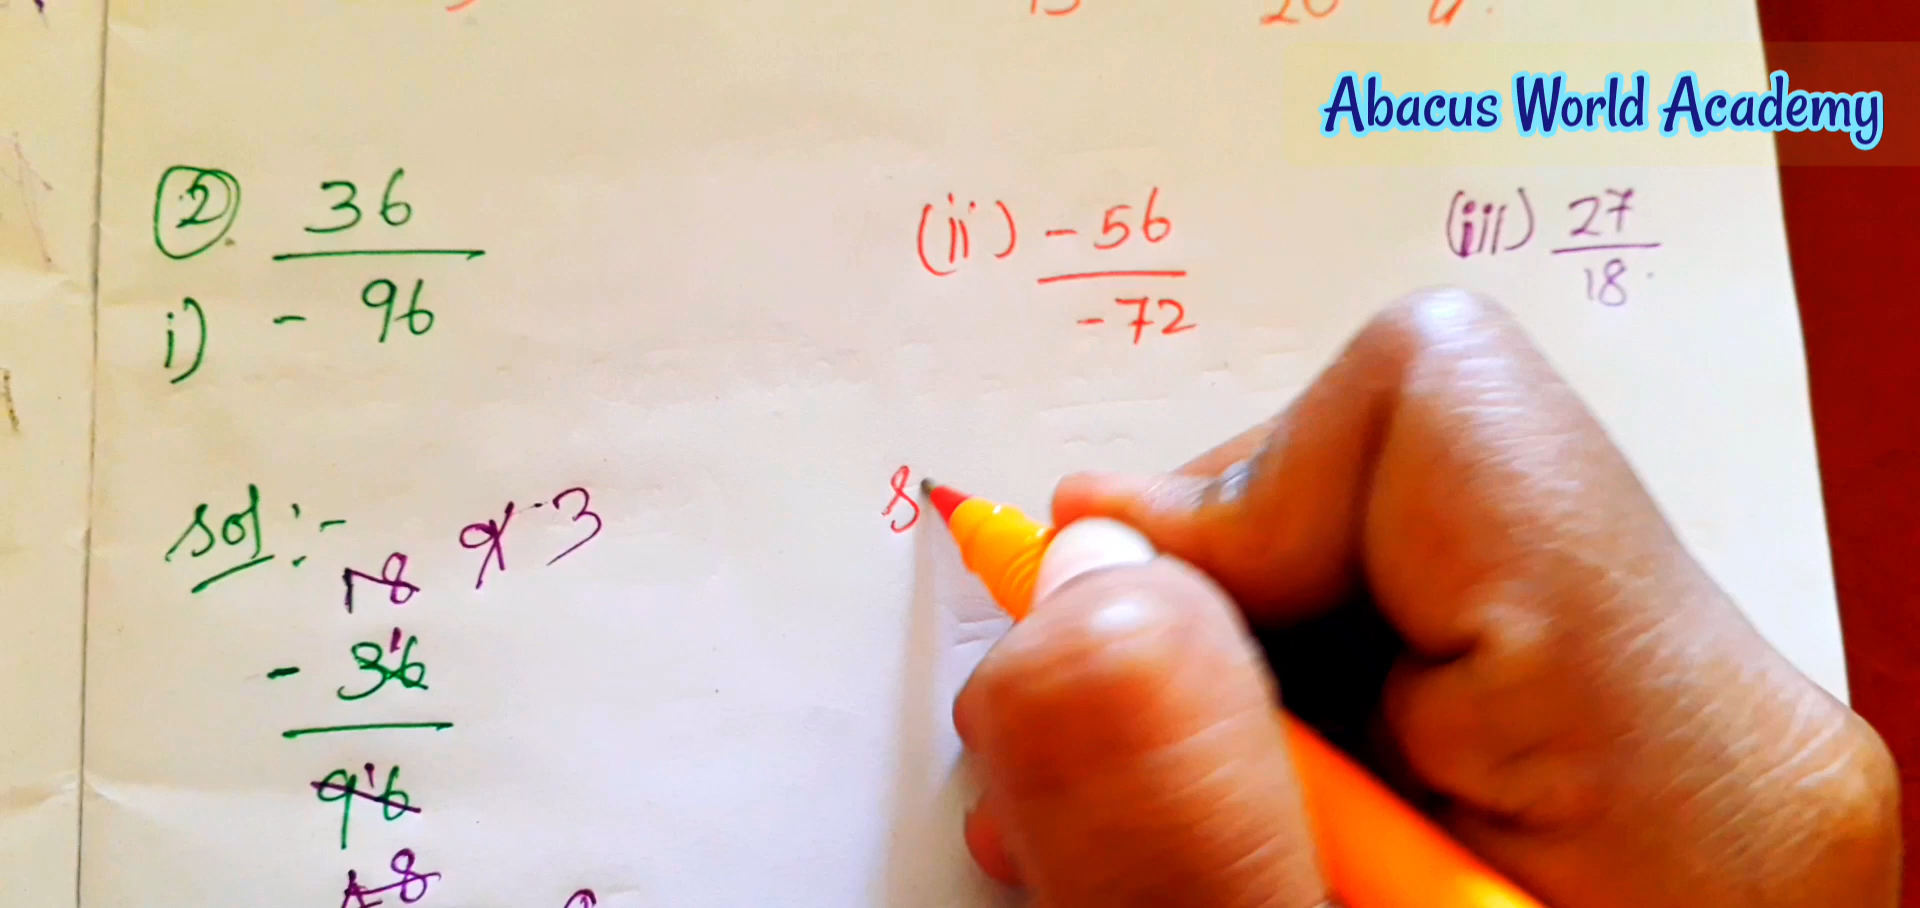 Abacus World Academy
② 36
i) - 96
(ii) -56
-72
(iii) 27
18.
Sol:-
18 9 3
- 36
96
48
S